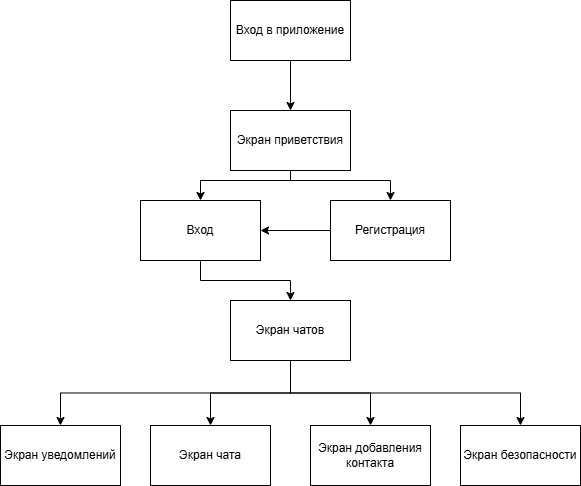 Вход в приложение
Экран приветствия
Вход
Регистрация
Экран чатов
Экран уведомлений
Экран чата
Экран добавления
контакта
Экран безопасности